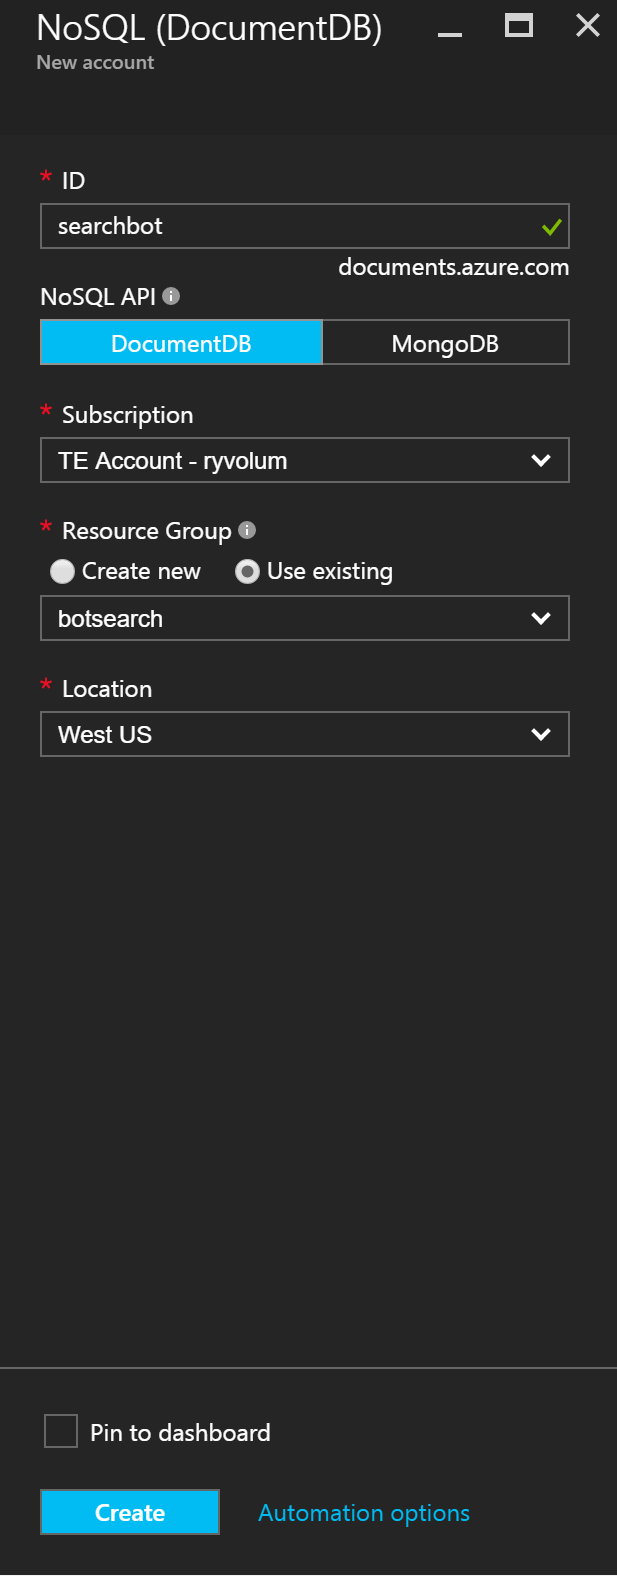 NoSQL (DocumentDB)
New account
* ID
searchbot
documents.azure.com
NoSQL API
DocumentDB MongoDB
* Subscription
TE Account - ryvolum
* Resource Group
Create new Use existing
botsearch
* Location
West US
Pin to dashboard
Create Automation options